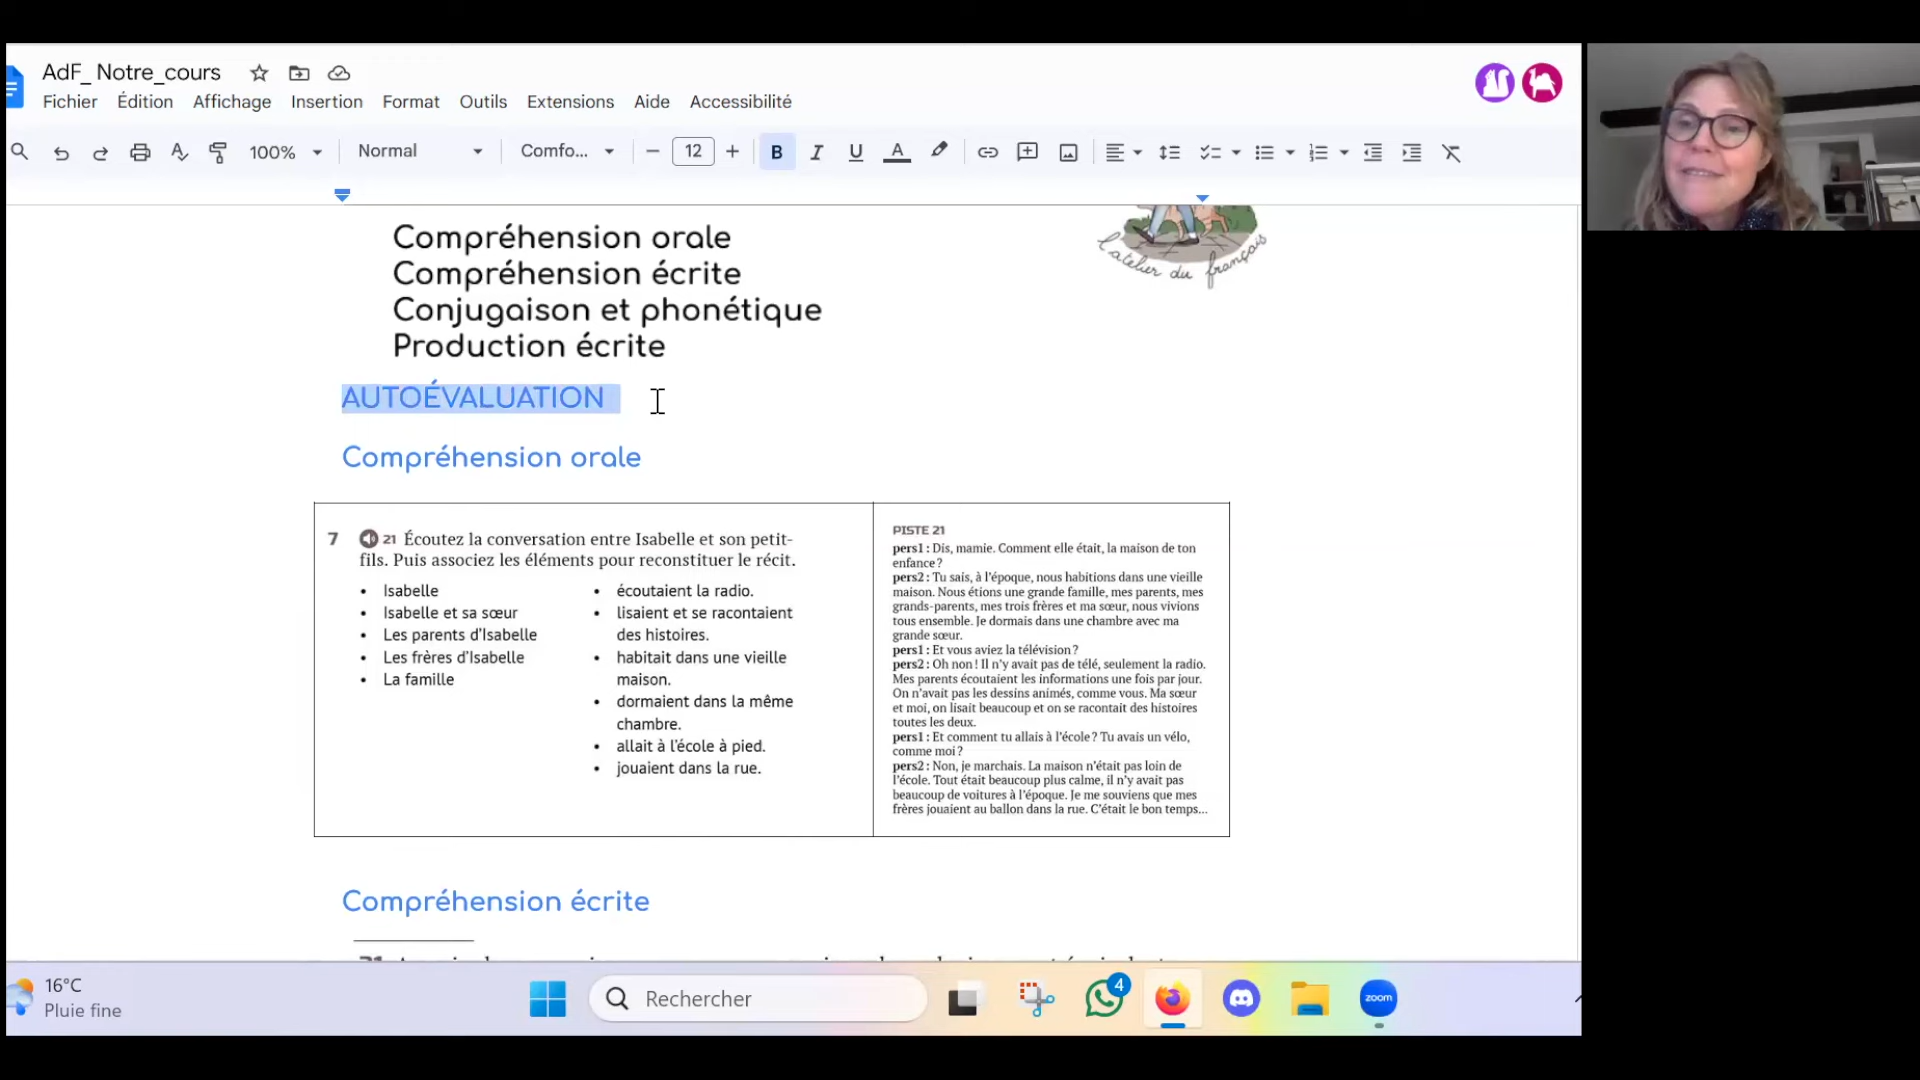 AdF_ Notre_cours
Fichier Édition Affichage Insertion Format Outils Extensions Aide Accessibilité
100% Normal Comfo... 12 B I U A
Compréhension orale
Compréhension écrite
Conjugaison et phonétique
Production écrite
l'atelier du français
AUTOÉVALUATION
Compréhension orale
7 21 Écoutez la conversation entre Isabelle et son petit-
fils. Puis associez les éléments pour reconstituer le récit.
• Isabelle
• Isabelle et sa sœur
• Les parents d'Isabelle
• Les frères d'Isabelle
• La famille
• écoutaient la radio.
• lisaient et se racontaient
des histoires.
• habitait dans une vieille
maison.
• dormaient dans la même
chambre.
• allait à l'école à pied.
• jouaient dans la rue.
PISTE 21
pers1 : Dis, mamie. Comment elle était, la maison de ton
enfance ?
pers2 : Tu sais, à l'époque, nous habitions dans une vieille
maison. Nous étions une grande famille, mes parents, mes
grands-parents, mes trois frères et ma sœur, nous vivions
tous ensemble. Je dormais dans une chambre avec ma
grande sœur.
pers1 : Et vous aviez la télévision ?
pers2 : Oh non ! Il n'y avait pas de télé, seulement la radio.
Mes parents écoutaient les informations une fois par jour.
On n'avait pas les dessins animés, comme vous. Ma sœur
et moi, on lisait beaucoup et on se racontait des histoires
toutes les deux.
pers1 : Et comment tu allais à l'école ? Tu avais un vélo,
comme moi ?
pers2 : Non, je marchais. La maison n'était pas loin de
l'école. Tout était beaucoup plus calme, il n'y avait pas
beaucoup de voitures à l'époque. Je me souviens que mes
frères jouaient au ballon dans la rue. C'était le bon temps...
Compréhension écrite
16°C
Pluie fine
Rechercher
4
zoom